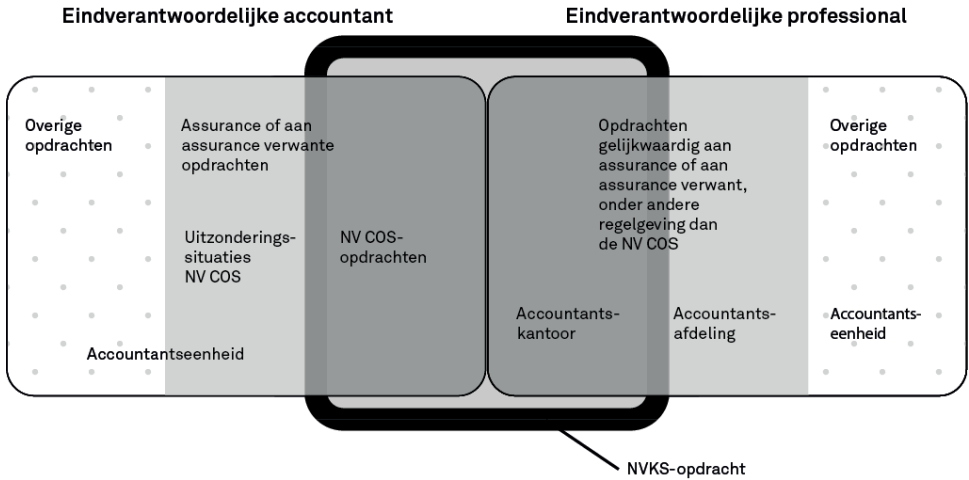 Eindverantwoordelijke accountant
Eindverantwoordelijke professional
Overige
opdrachten
Assurance of aan
assurance verwante
opdrachten
Uitzonderings-
situaties
NV COS
NV COS-
opdrachten
Accountantseenheid
Opdrachten
gelijkwaardig aan
assurance of aan
assurance verwant,
onder andere
regelgeving dan
de NV COS
Accountants-
kantoor
Accountants-
afdeling
Overige
opdrachten
Accountants-
eenheid
NVKS-opdracht